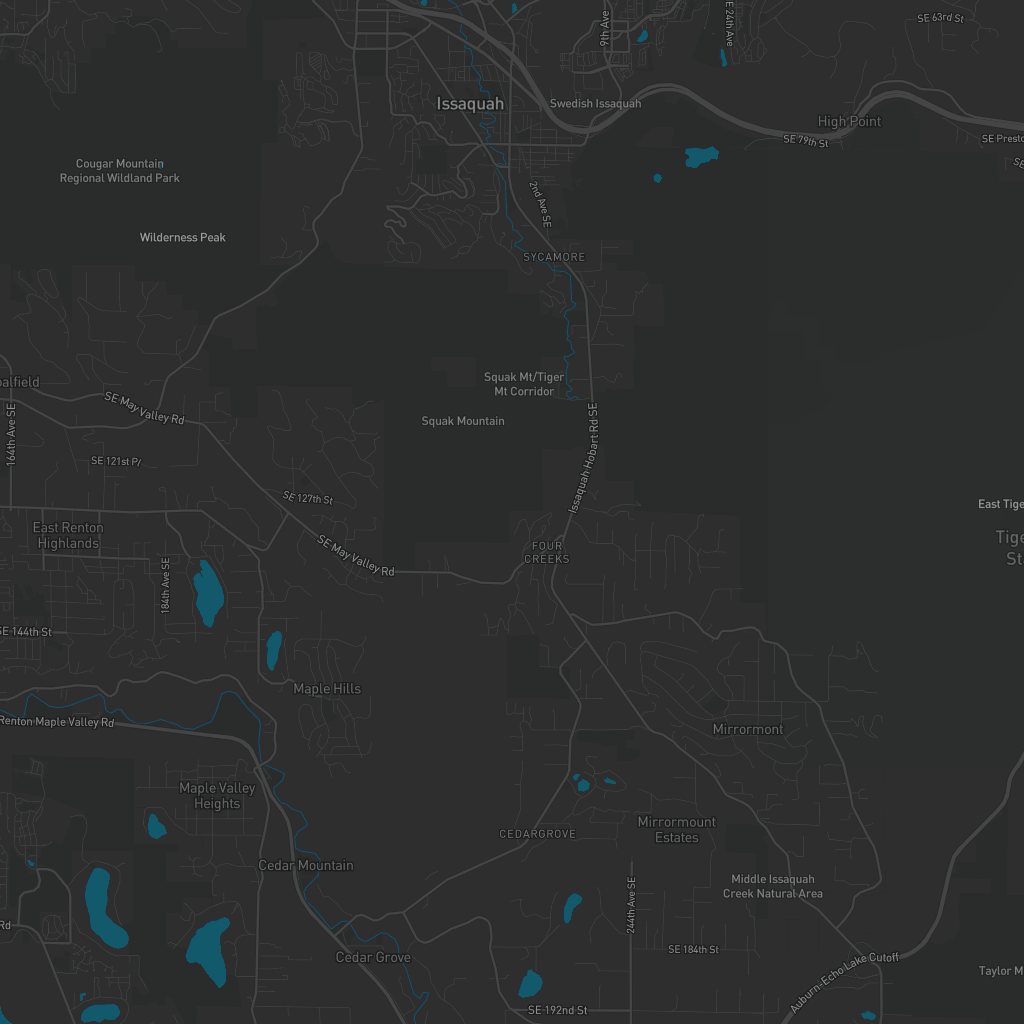 SE 63rd St
9th Ave
SE 24th Ave
Issaquah
Swedish Issaquah
High Point
SE 79th St
SE Presto
SE
Cougar Mountain
Regional Wildland Park
2nd Ave SE
Wilderness Peak
SYCAMORE
Squak Mt/Tiger
Mt Corridor
oalfield
SE May Valley Rd
Squak Mountain
164th Ave SE
Issaquah Hobart Rd SE
SE 121st P/
SE 127th St
East Tige
East Renton
Highlands
Tige
St
SE May Valley Rd
FOUR
CREEKS
184th Ave SE
SE 144th St
Maple Hills
Renton Maple Valley Rd
Mirrormont
Maple Valley
Heights
Mirrormount
Estates
CEDARGROVE
Cedar Mountain
Middle Issaquah
Creek Natural Area
244th Ave SE
Rd
SE 184th St
Cedar Grove
Auburn-Echo Lake Cutoff
Taylor M
SE 192nd St